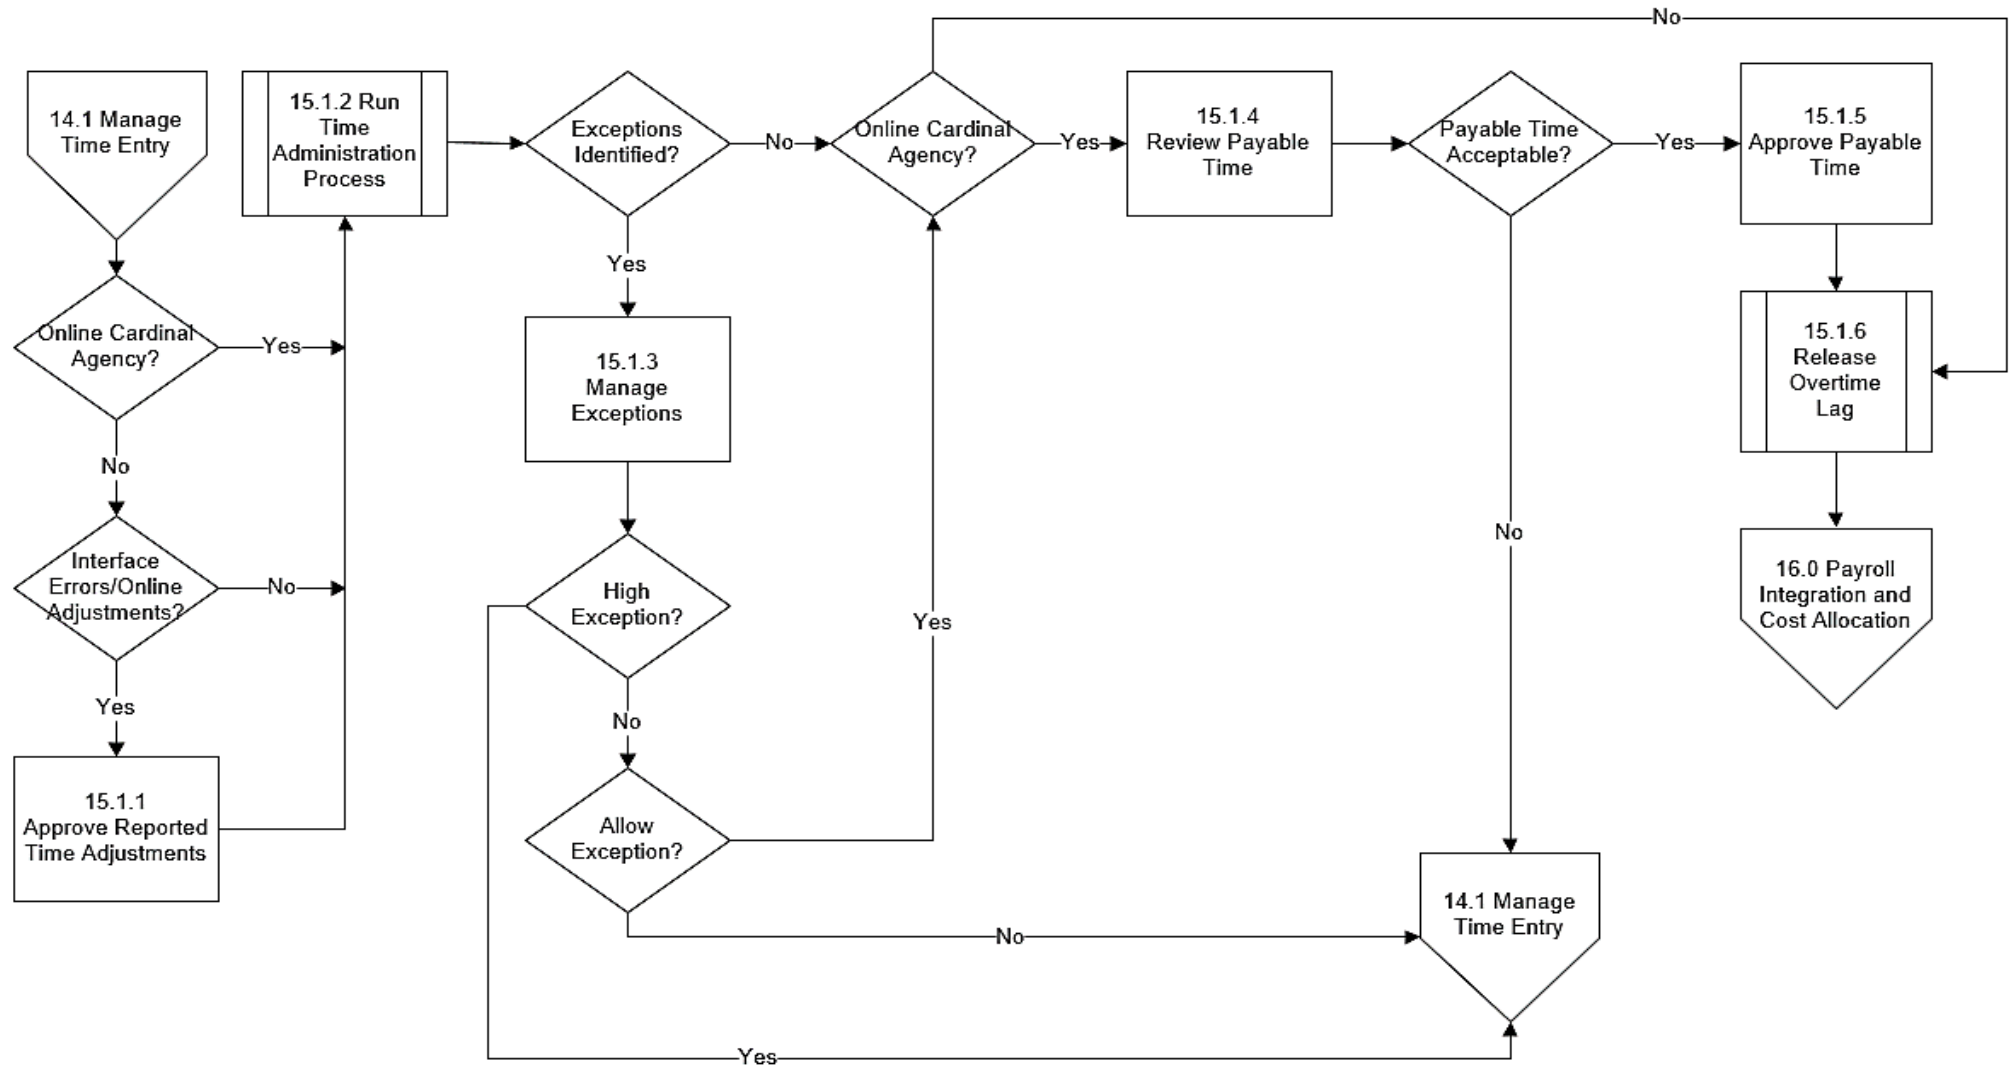 No
14.1 Manage
Time Entry
15.1.2 Run
Time
Administration
Process
Exceptions
Identified?
No
Online Cardinal
Agency?
Yes
15.1.4
Review Payable
Time
Payable Time
Acceptable?
Yes
15.1.5
Approve Payable
Time
Yes
Online Cardinal
Agency?
Yes
15.1.3
Manage
Exceptions
15.1.6
Release
Overtime
Lag
No
Interface
Errors/Online
Adjustments?
No
High
Exception?
Yes
No
16.0 Payroll
Integration and
Cost Allocation
Yes
No
15.1.1
Approve Reported
Time Adjustments
Allow
Exception?
14.1 Manage
Time Entry
No
Yes